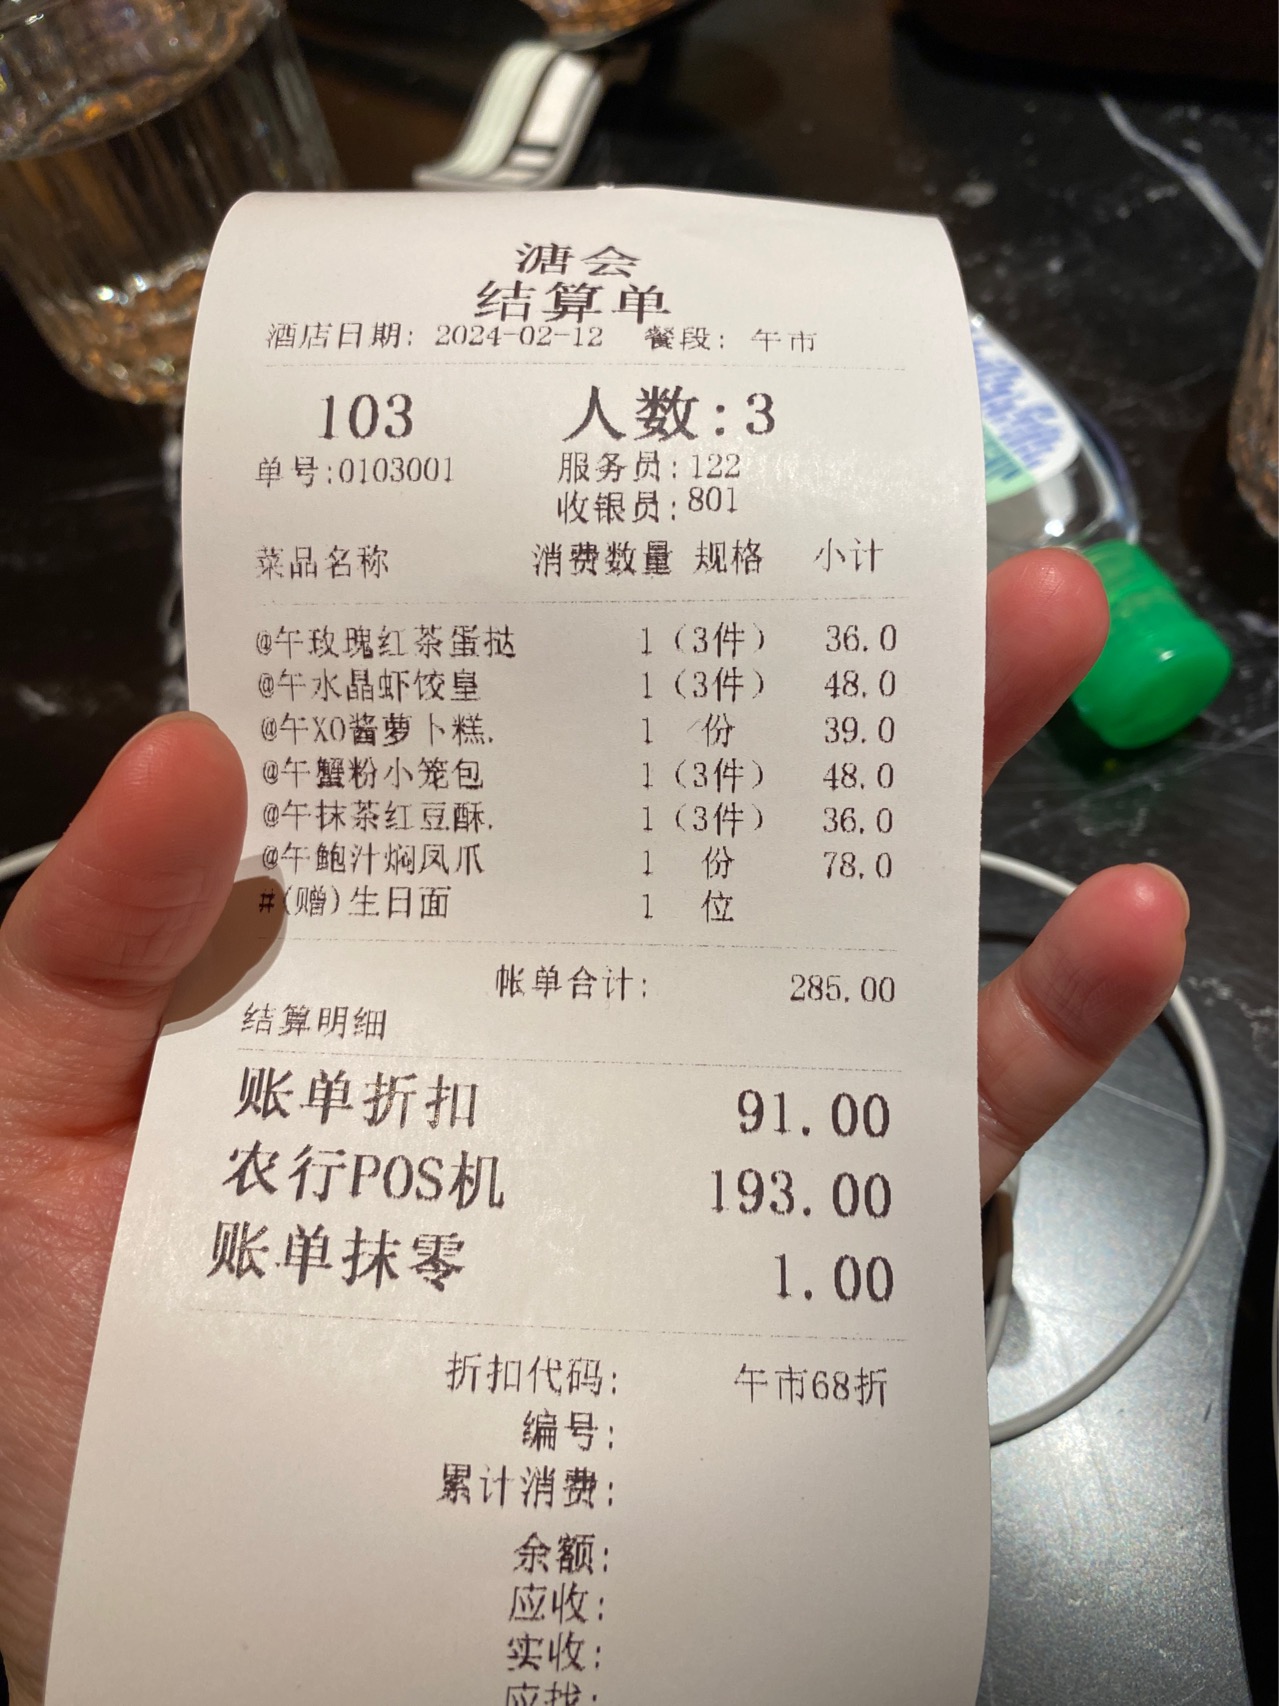 溏会
结算单
酒店日期: 2024-02-12 餐段: 午市
103 人数:3
单号:0103001 服务员:122
收银员:801
菜品名称 消费数量 规格 小计
@午玫瑰红茶蛋挞 1 (3件) 36.0
@午水晶虾饺皇 1 (3件) 48.0
@午XO酱萝卜糕. 1 份 39.0
@午蟹粉小笼包 1 (3件) 48.0
@午抹茶红豆酥. 1 (3件) 36.0
@午鲍汁焖凤爪 1 份 78.0
#(赠)生日面 1 位
帐单合计: 285.00
结算明细
账单折扣 91.00
农行POS机 193.00
账单抹零 1.00
折扣代码: 午市68折
编号:
累计消费:
余额:
应收:
实收:
应找: